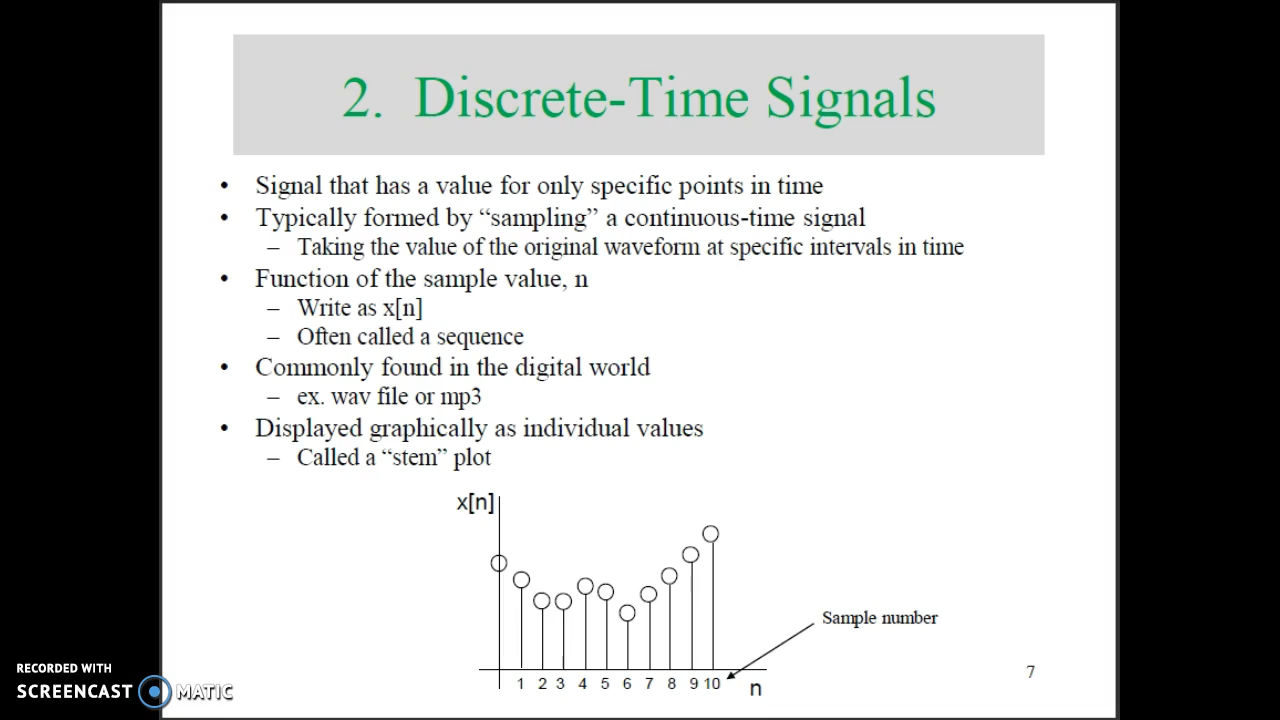 2. Discrete-Time Signals
• Signal that has a value for only specific points in time
• Typically formed by “sampling” a continuous-time signal
– Taking the value of the original waveform at specific intervals in time
• Function of the sample value, n
– Write as x[n]
– Often called a sequence
• Commonly found in the digital world
– ex. wav file or mp3
• Displayed graphically as individual values
– Called a “stem” plot
x[n]
Sample number
1 2 3 4 5 6 7 8 9 10 n
7
RECORDED WITH
SCREENCAST MATIC